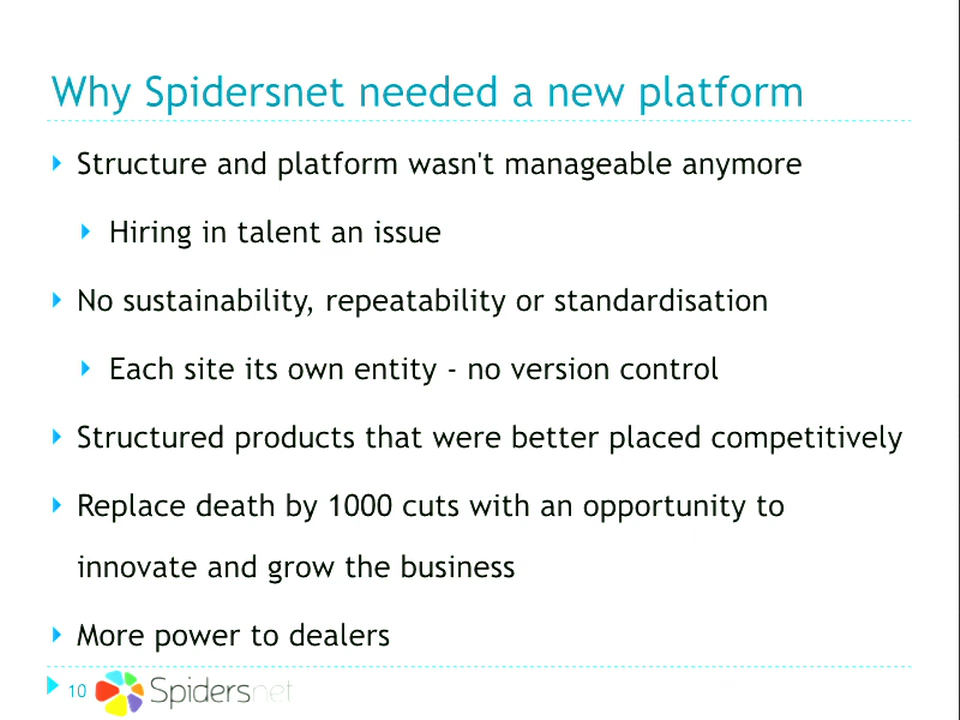 Why Spidersnet needed a new platform
Structure and platform wasn't manageable anymore
Hiring in talent an issue
No sustainability, repeatability or standardisation
Each site its own entity - no version control
Structured products that were better placed competitively
Replace death by 1000 cuts with an opportunity to
innovate and grow the business
More power to dealers
10 Spidersnet